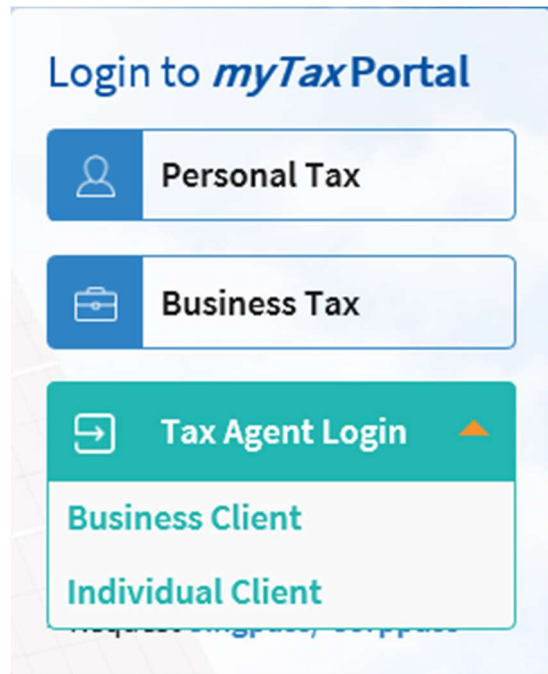 Login to myTax Portal
Personal Tax
Business Tax
Tax Agent Login
Business Client
Individual Client